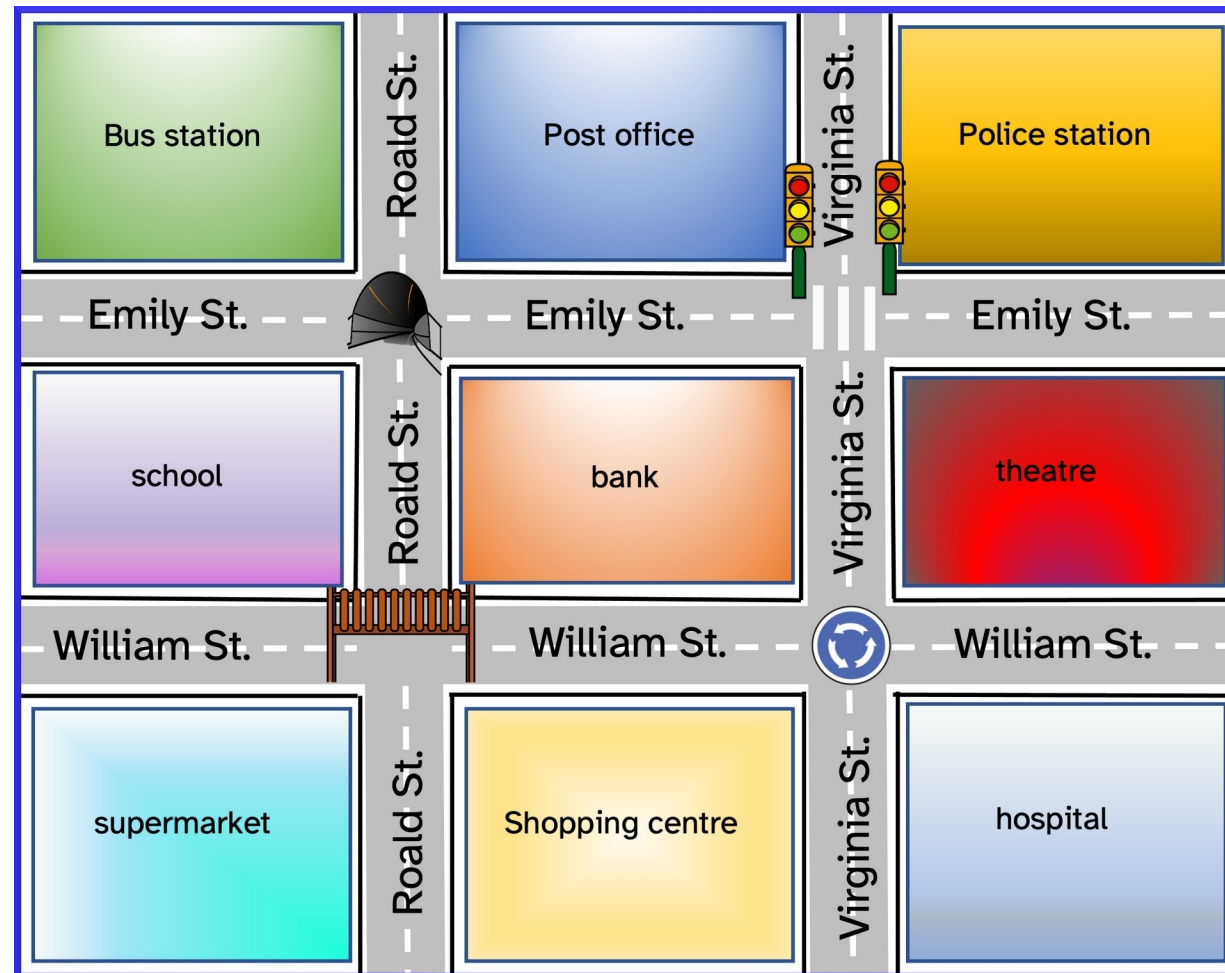 Bus station
Roald St.
Post office
Virginia St.
Police station
Emily St.
Emily St.
Emily St.
school
Roald St.
bank
Virginia St.
theatre
William St.
William St.
William St.
supermarket
Roald St.
Shopping centre
Virginia St.
hospital